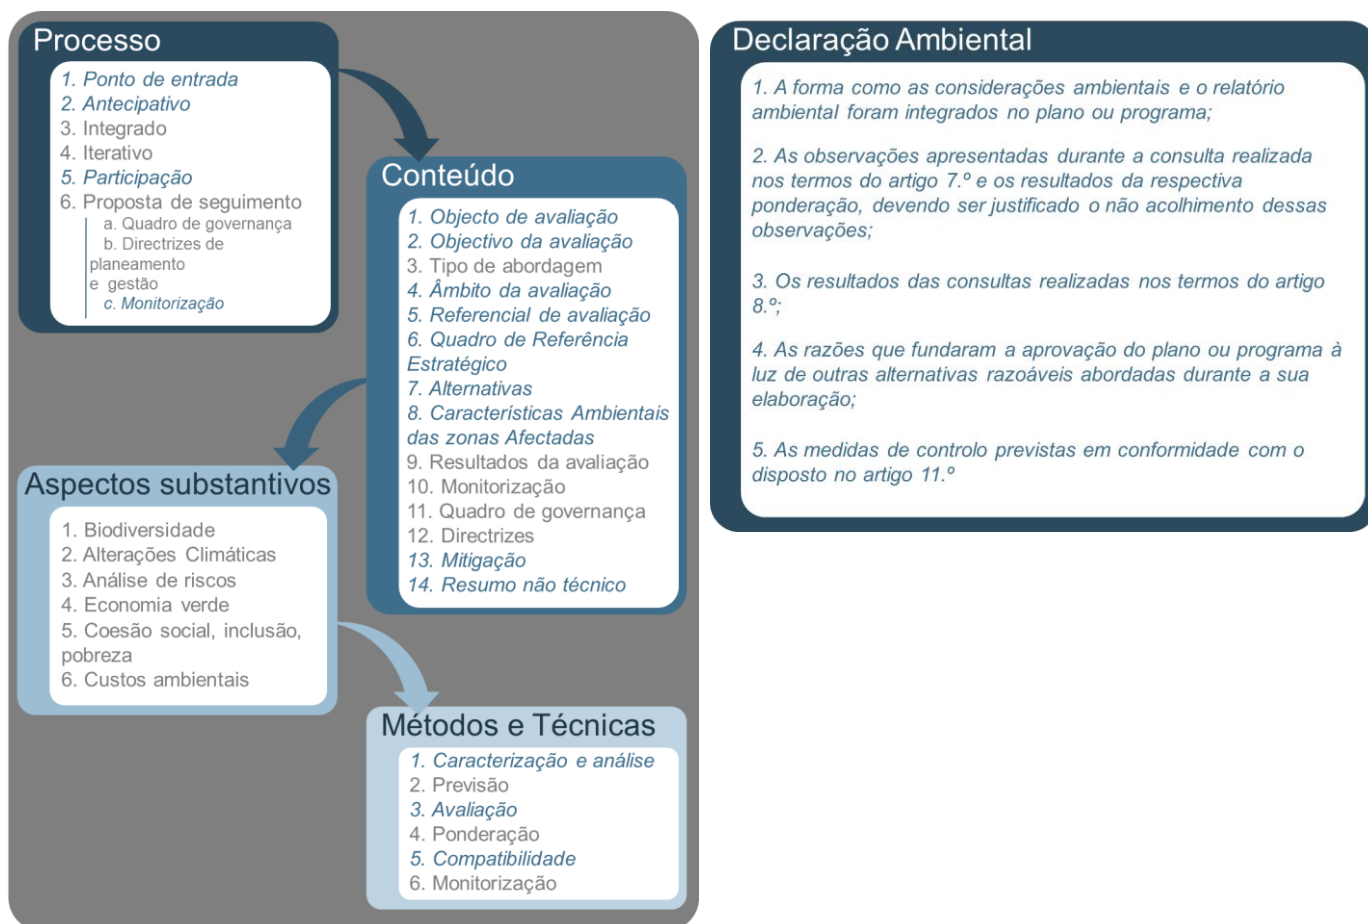 Processo
1. Ponto de entrada
2. Antecipativo
3. Integrado
4. Iterativo
5. Participação
6. Proposta de seguimento
a. Quadro de governança
b. Directrizes de
planeamento
e gestão
c. Monitorização
Conteúdo
1. Objecto de avaliação
2. Objectivo da avaliação
3. Tipo de abordagem
4. Âmbito da avaliação
5. Referencial de avaliação
6. Quadro de Referência
Estratégico
7. Alternativas
8. Características Ambientais
das zonas Afectadas
9. Resultados da avaliação
10. Monitorização
11. Quadro de governança
12. Directrizes
13. Mitigação
14. Resumo não técnico
Aspectos substantivos
1. Biodiversidade
2. Alterações Climáticas
3. Análise de riscos
4. Economia verde
5. Coesão social, inclusão,
pobreza
6. Custos ambientais
Métodos e Técnicas
1. Caracterização e análise
2. Previsão
3. Avaliação
4. Ponderação
5. Compatibilidade
6. Monitorização
Declaração Ambiental
1. A forma como as considerações ambientais e o relatório
ambiental foram integrados no plano ou programa;
2. As observações apresentadas durante a consulta realizada
nos termos do artigo 7.º e os resultados da respectiva
ponderação, devendo ser justificado o não acolhimento dessas
observações;
3. Os resultados das consultas realizadas nos termos do artigo
8.º;
4. As razões que fundaram a aprovação do plano ou programa à
luz de outras alternativas razoáveis abordadas durante a sua
elaboração;
5. As medidas de controlo previstas em conformidade com o
disposto no artigo 11.º